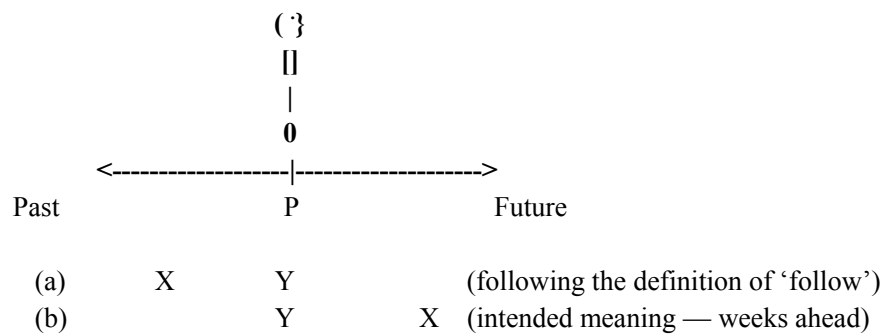 ( ˙}
[]
|
0
<-------------------|--------------------->
Past P Future
(a) X Y (following the definition of ‘follow’)
(b) Y X (intended meaning — weeks ahead)